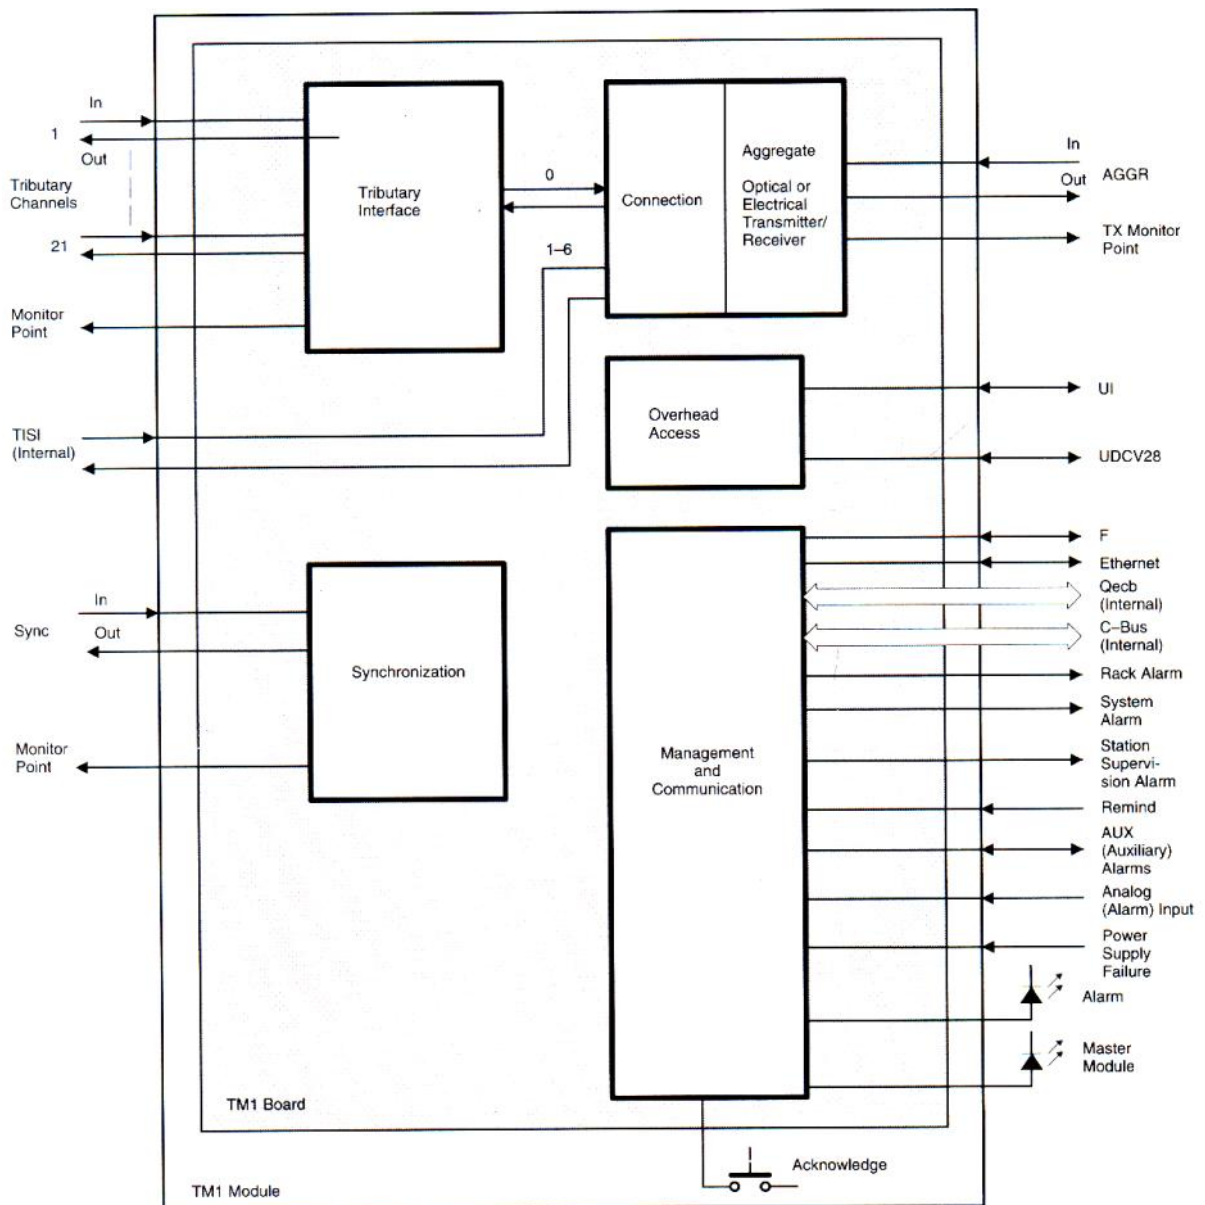 In
1
Out
Tributary
Channels
21
Monitor
Point
TISI
(Internal)
In
Sync
Out
Monitor
Point
Tributary
Interface
0
1–6
Connection
Aggregate
Optical or
Electrical
Transmitter/
Receiver
Overhead
Access
Synchronization
Management
and
Communication
In
Out
AGGR
TX Monitor
Point
UI
UDCV28
F
Ethernet
Qecb
(Internal)
C–Bus
(Internal)
Rack Alarm
System
Alarm
Station
Supervi-
sion Alarm
Remind
AUX
(Auxiliary)
Alarms
Analog
(Alarm) Input
Power
Supply
Failure
Alarm
Master
Module
TM1 Board
Acknowledge
TM1 Module